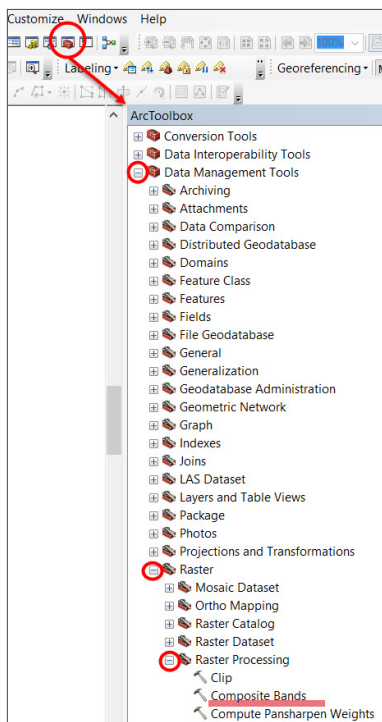 Customize Windows Help
100%
Labeling Georeferencing
ArcToolbox
Conversion Tools
Data Interoperability Tools
Data Management Tools
Archiving
Attachments
Data Comparison
Distributed Geodatabase
Domains
Feature Class
Features
Fields
File Geodatabase
General
Generalization
Geodatabase Administration
Geometric Network
Graph
Indexes
Joins
LAS Dataset
Layers and Table Views
Package
Photos
Projections and Transformations
Raster
Mosaic Dataset
Ortho Mapping
Raster Catalog
Raster Dataset
Raster Processing
Clip
Composite Bands
Compute Pansharpen Weights